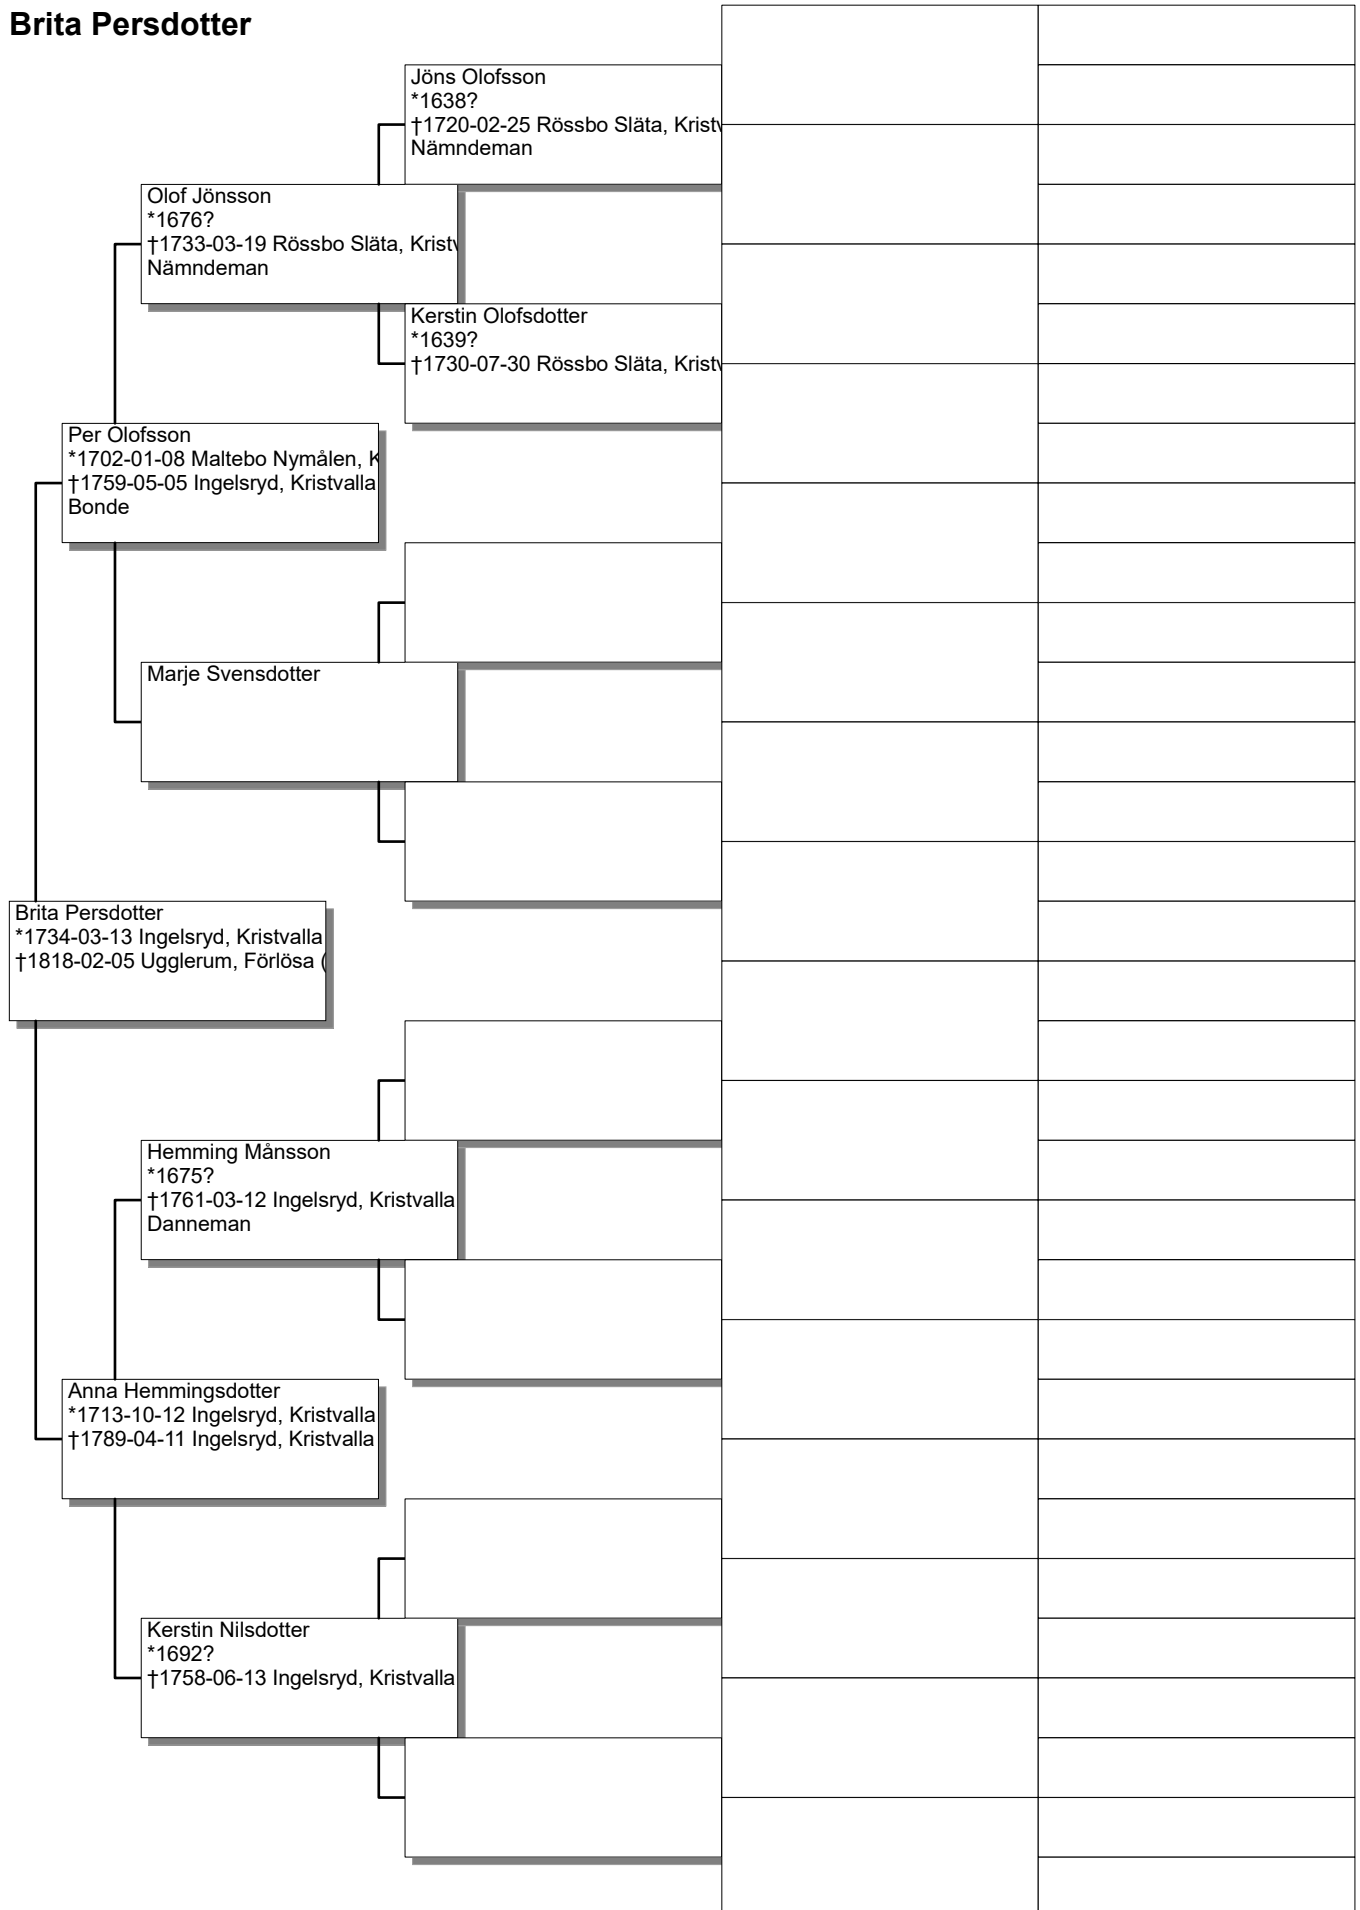 Brita Persdotter
Jöns Olofsson
*1638?
†1720-02-25 Rössbo Släta, Kristv
Nämndeman
Olof Jönsson
*1676?
†1733-03-19 Rössbo Släta, Kristv
Nämndeman
Kerstin Olofsdotter
*1639?
†1730-07-30 Rössbo Släta, Kristv
Per Olofsson
*1702-01-08 Maltebo Nymålen, K
†1759-05-05 Ingelsryd, Kristvalla
Bonde
Marje Svensdotter
Brita Persdotter
*1734-03-13 Ingelsryd, Kristvalla
†1818-02-05 Ugglerum, Förlösa (
Hemming Månsson
*1675?
†1761-03-12 Ingelsryd, Kristvalla
Danneman
Anna Hemmingsdotter
*1713-10-12 Ingelsryd, Kristvalla
†1789-04-11 Ingelsryd, Kristvalla
Kerstin Nilsdotter
*1692?
†1758-06-13 Ingelsryd, Kristvalla